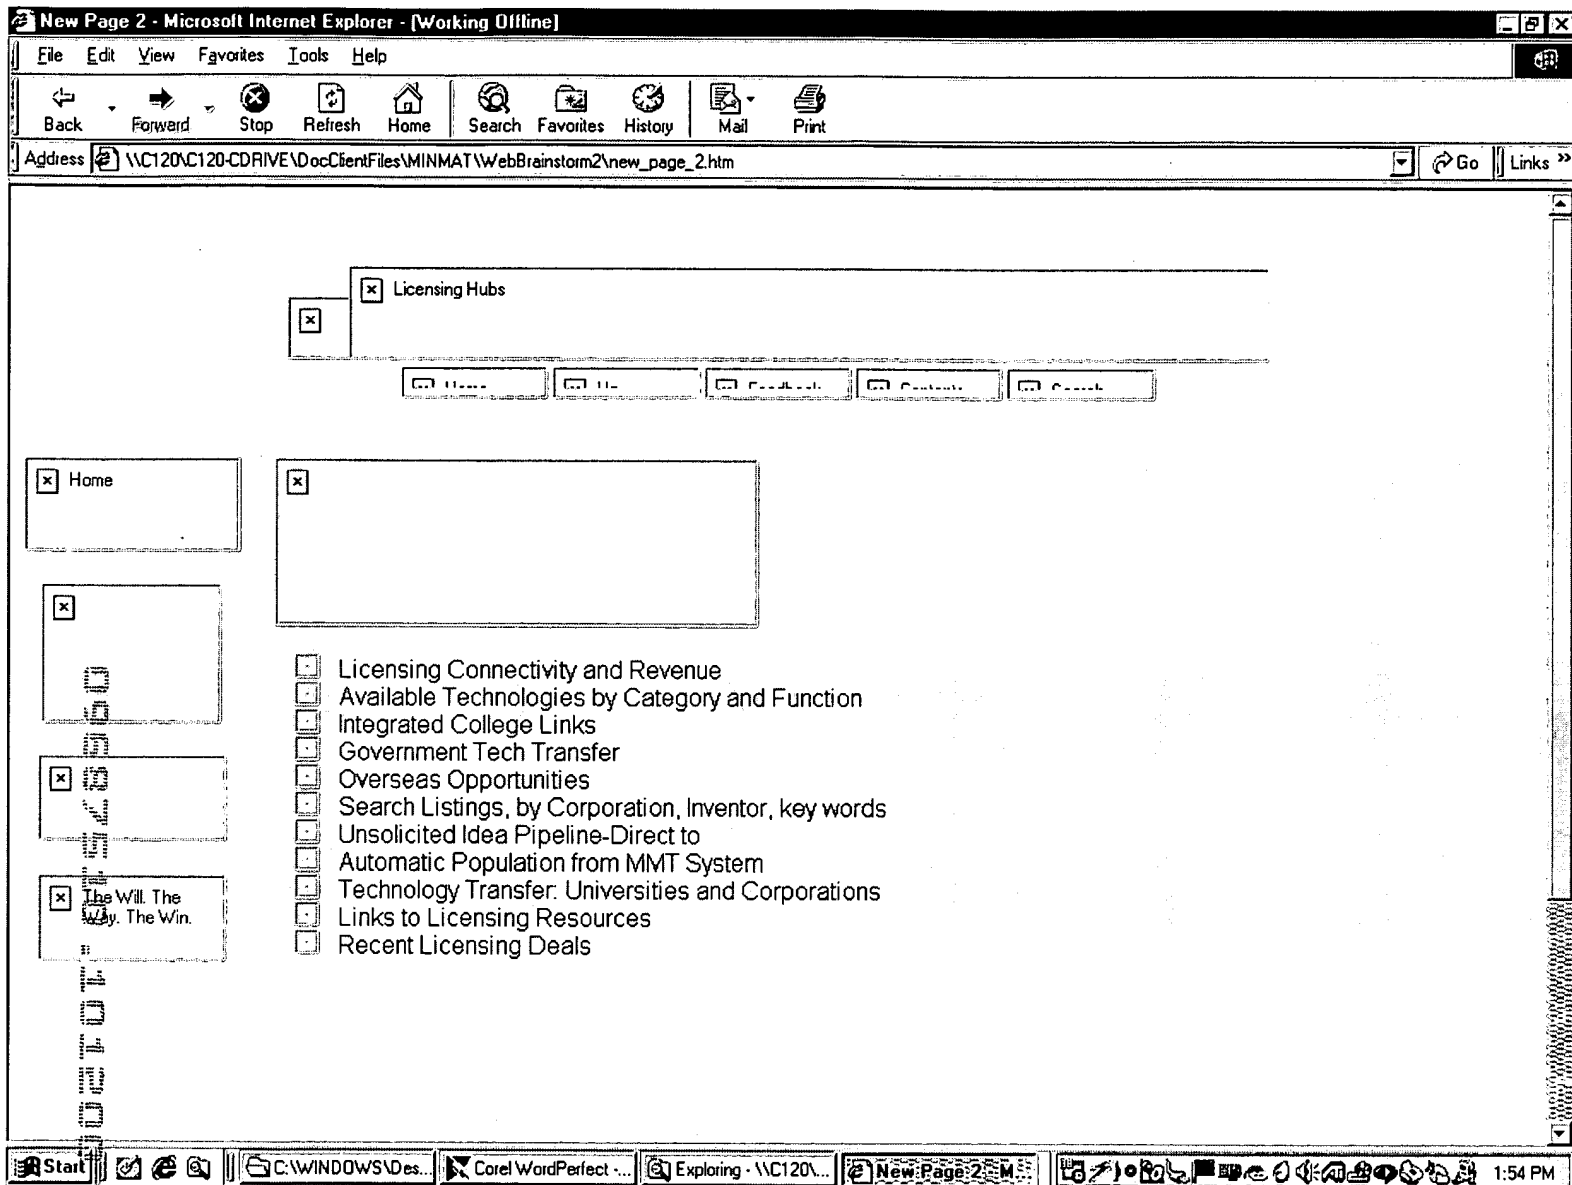 New Page 2 - Microsoft Internet Explorer - [Working Offline]
File Edit View Favorites Tools Help
Back Forward Stop Refresh Home Search Favorites History Mail Print
Address \\C120\C120-CDRIVE\DocClientFiles\MINMAT\WebBrainstorm2\new_page_2.htm Go Links »
Licensing Hubs
Home
Licensing Connectivity and Revenue
Available Technologies by Category and Function
Integrated College Links
Government Tech Transfer
Overseas Opportunities
Search Listings, by Corporation, Inventor, key words
Unsolicited Idea Pipeline-Direct to
Automatic Population from MMT System
Technology Transfer: Universities and Corporations
Links to Licensing Resources
Recent Licensing Deals
The Will. The
Way. The Win.
Start C:\WINDOWS\Des... Corel WordPerfect -... Exploring - \\C120\... New Page 2 - M 1:54 PM